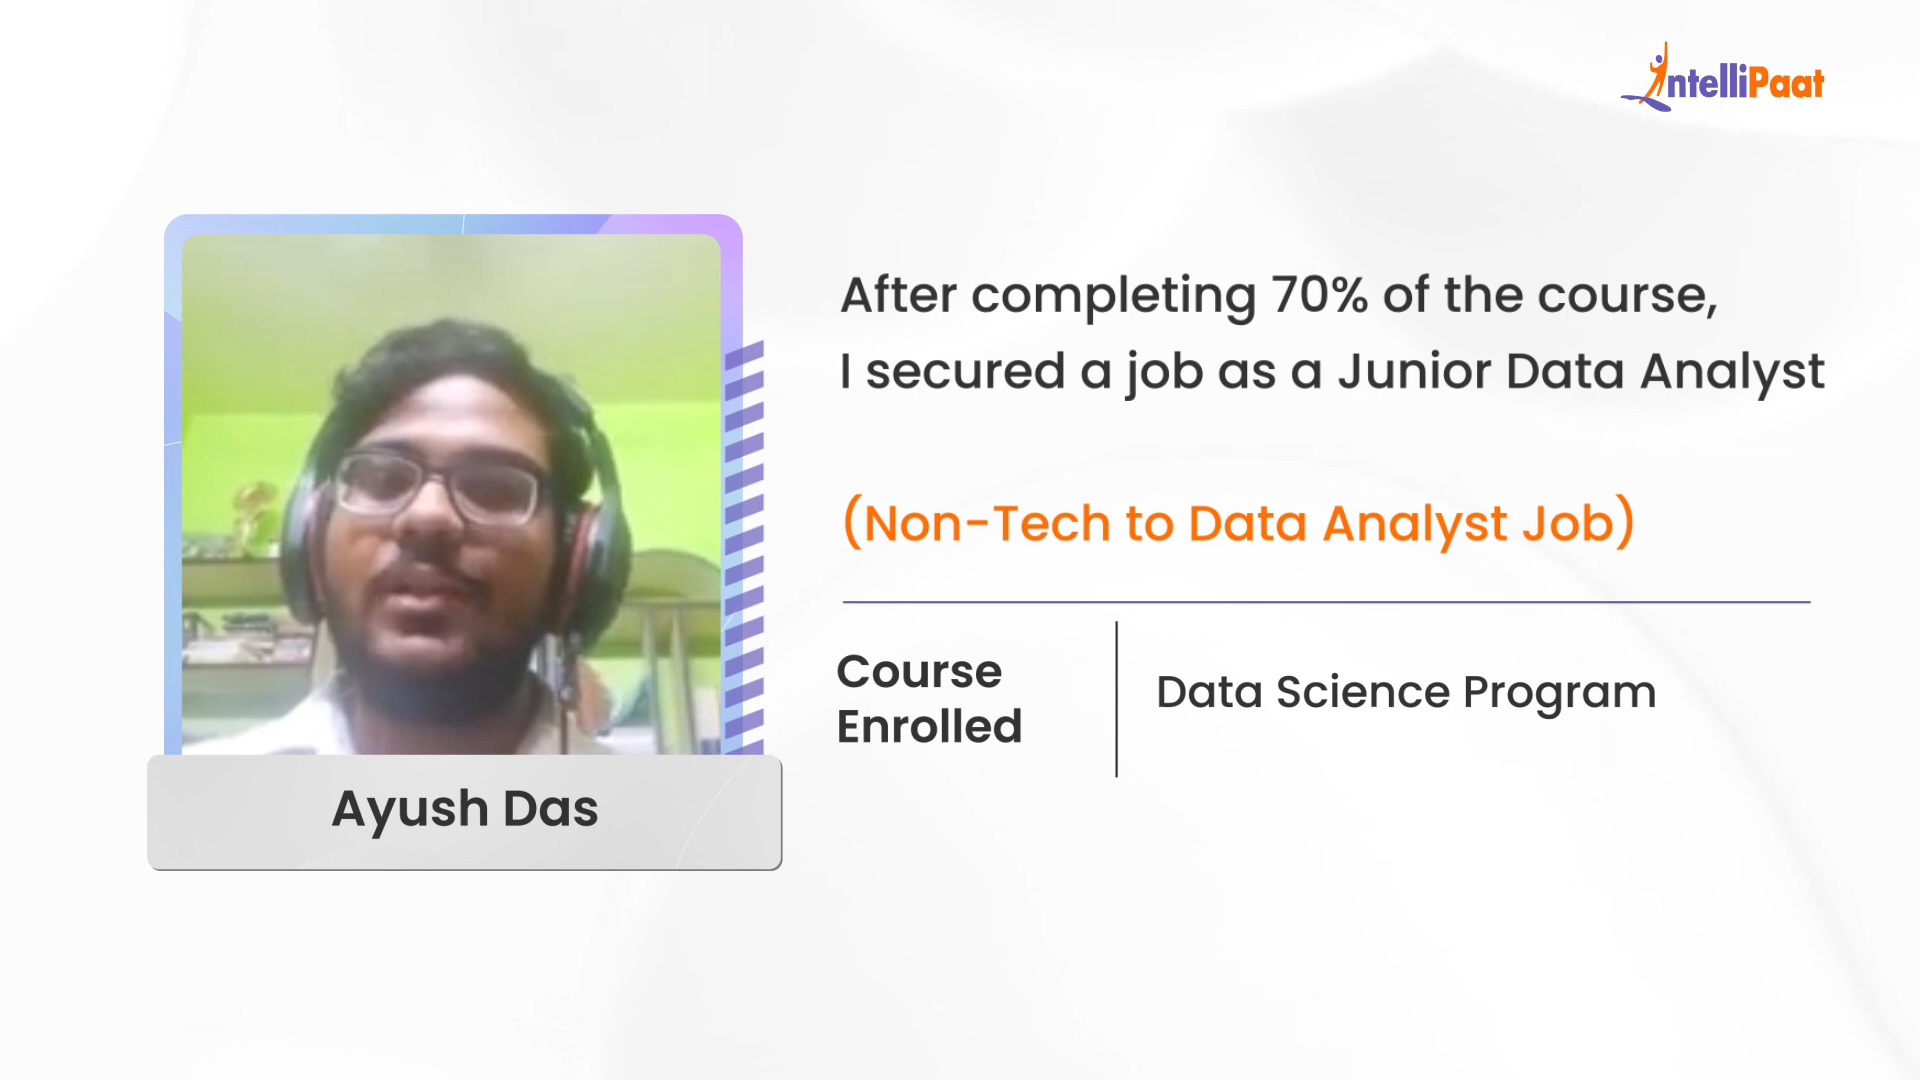 IntelliPaat
After completing 70% of the course,
I secured a job as a Junior Data Analyst
(Non-Tech to Data Analyst Job)
Course
Enrolled
Data Science Program
Ayush Das